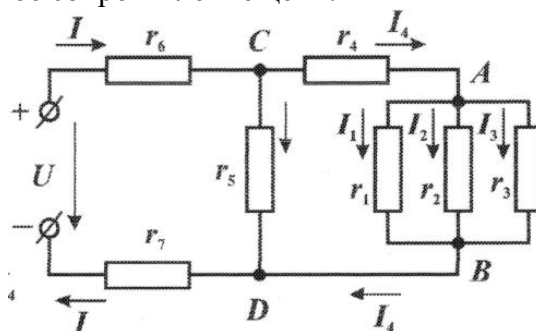 I r₆ C r₄ I₄
A
+
I₁ I₂ I₃
U r₅ r₁ r₂ r₃
−
r₇ B
4
I D I₄